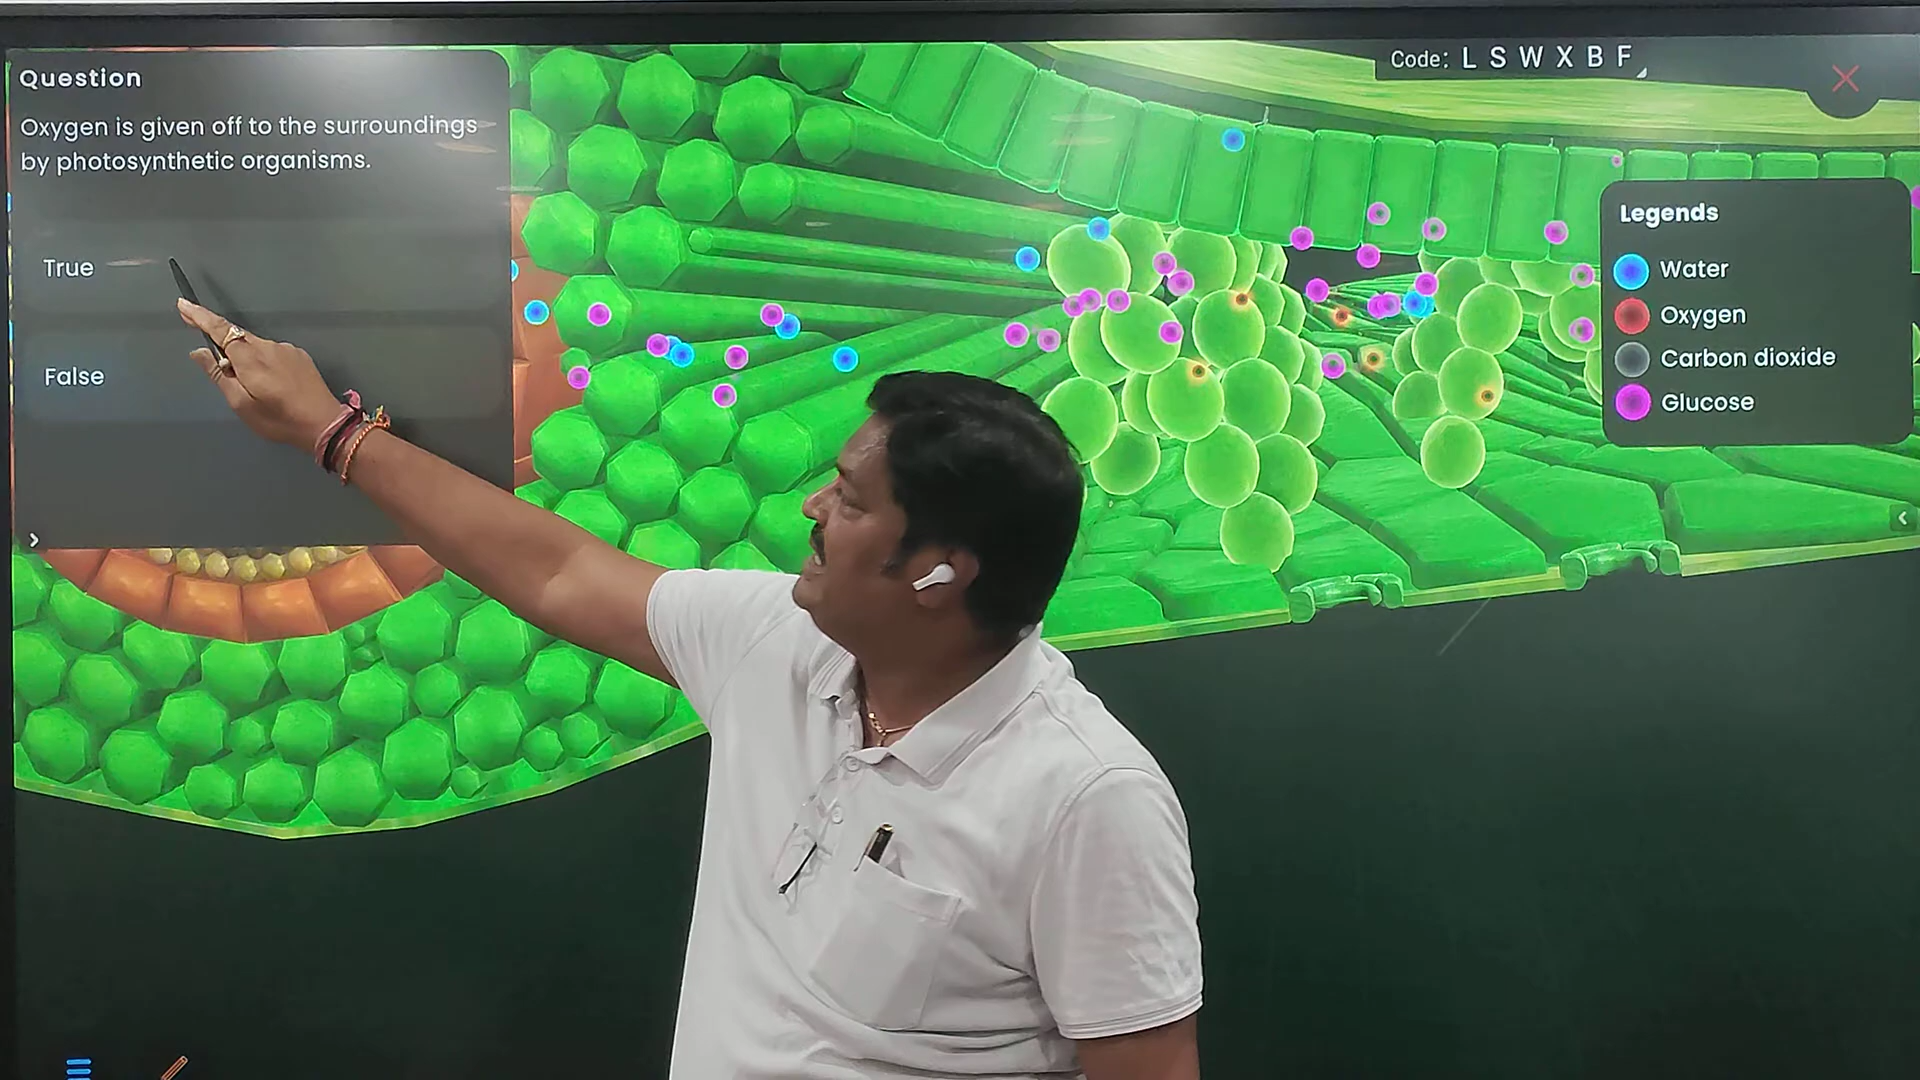 Question
Oxygen is given off to the surroundings
by photosynthetic organisms.
True
False
Code: L S W X B F
Legends
Water
Oxygen
Carbon dioxide
Glucose